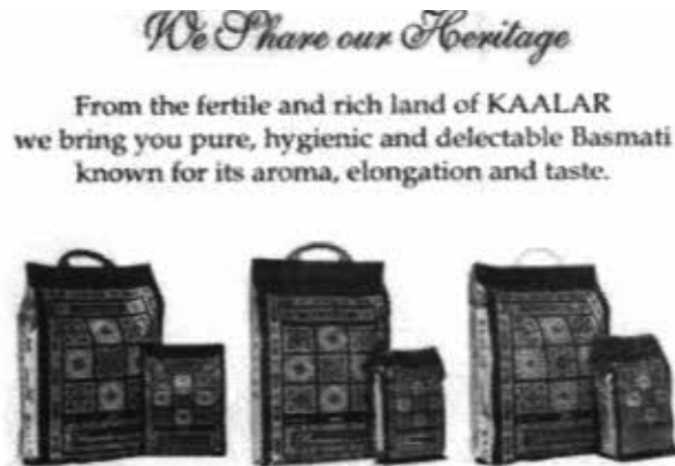 We Share our Heritage
From the fertile and rich land of KAALAR
we bring you pure, hygienic and delectable Basmati
known for its aroma, elongation and taste.